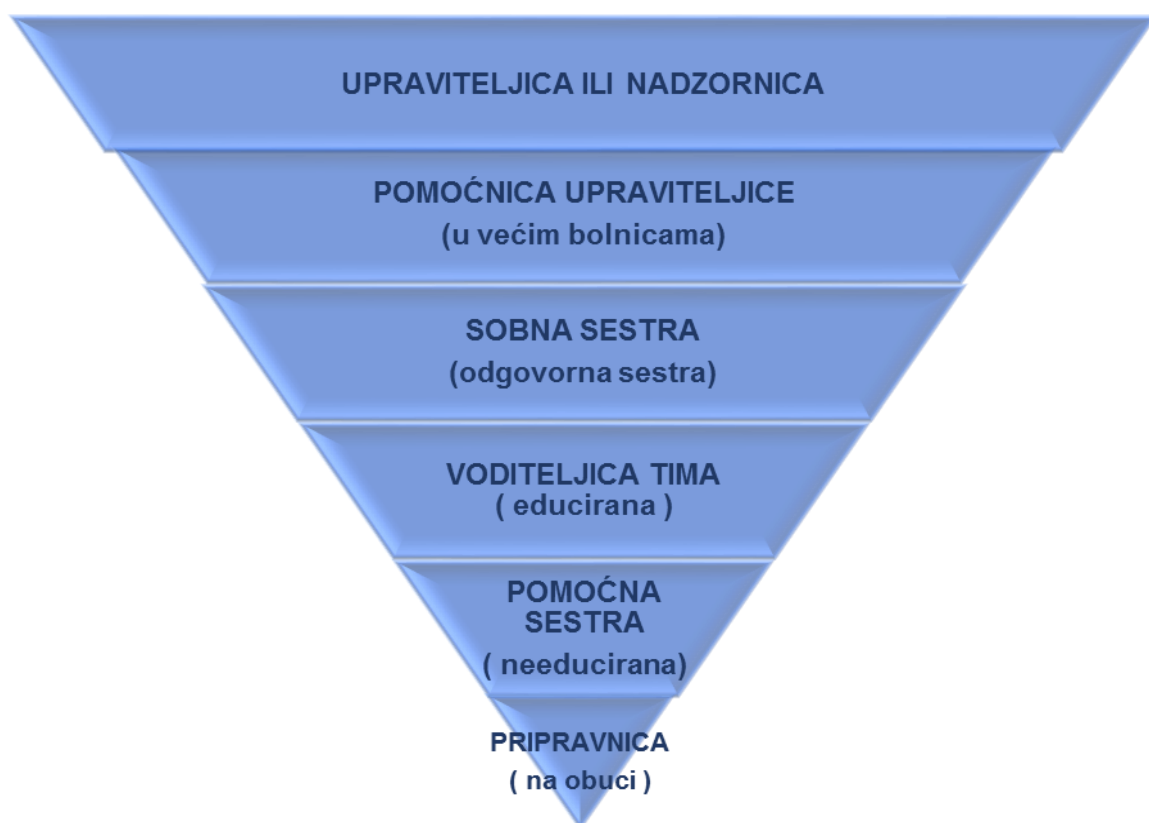 UPRAVITELJICA ILI NADZORNICA
POMOĆNICA UPRAVITELJICE
(u većim bolnicama)
SOBNA SESTRA
(odgovorna sestra)
VODITELJICA TIMA
( educirana )
POMOĆNA
SESTRA
( needucirana)
PRIPRAVNICA
( na obuci )